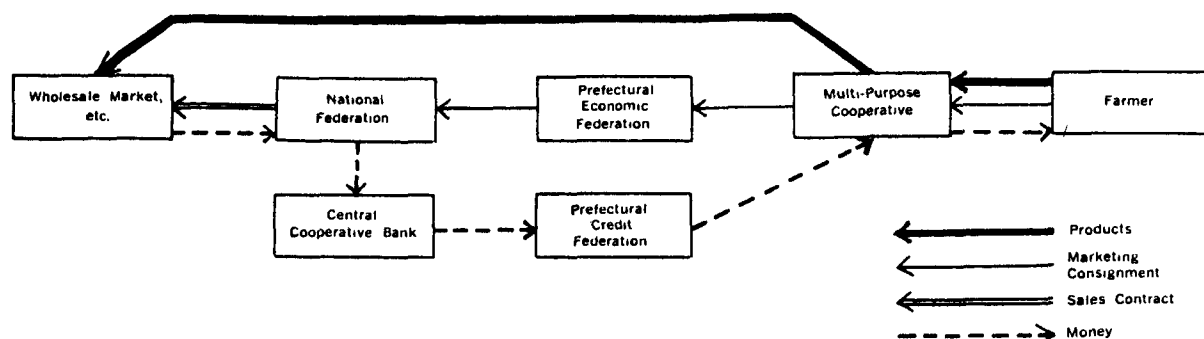 Wholesale Market,
etc.
National
Federation
Prefectural
Economic
Federation
Multi-Purpose
Cooperative
Farmer
Central
Cooperative Bank
Prefectural
Credit
Federation
Products
Marketing
Consignment
Sales Contract
Money